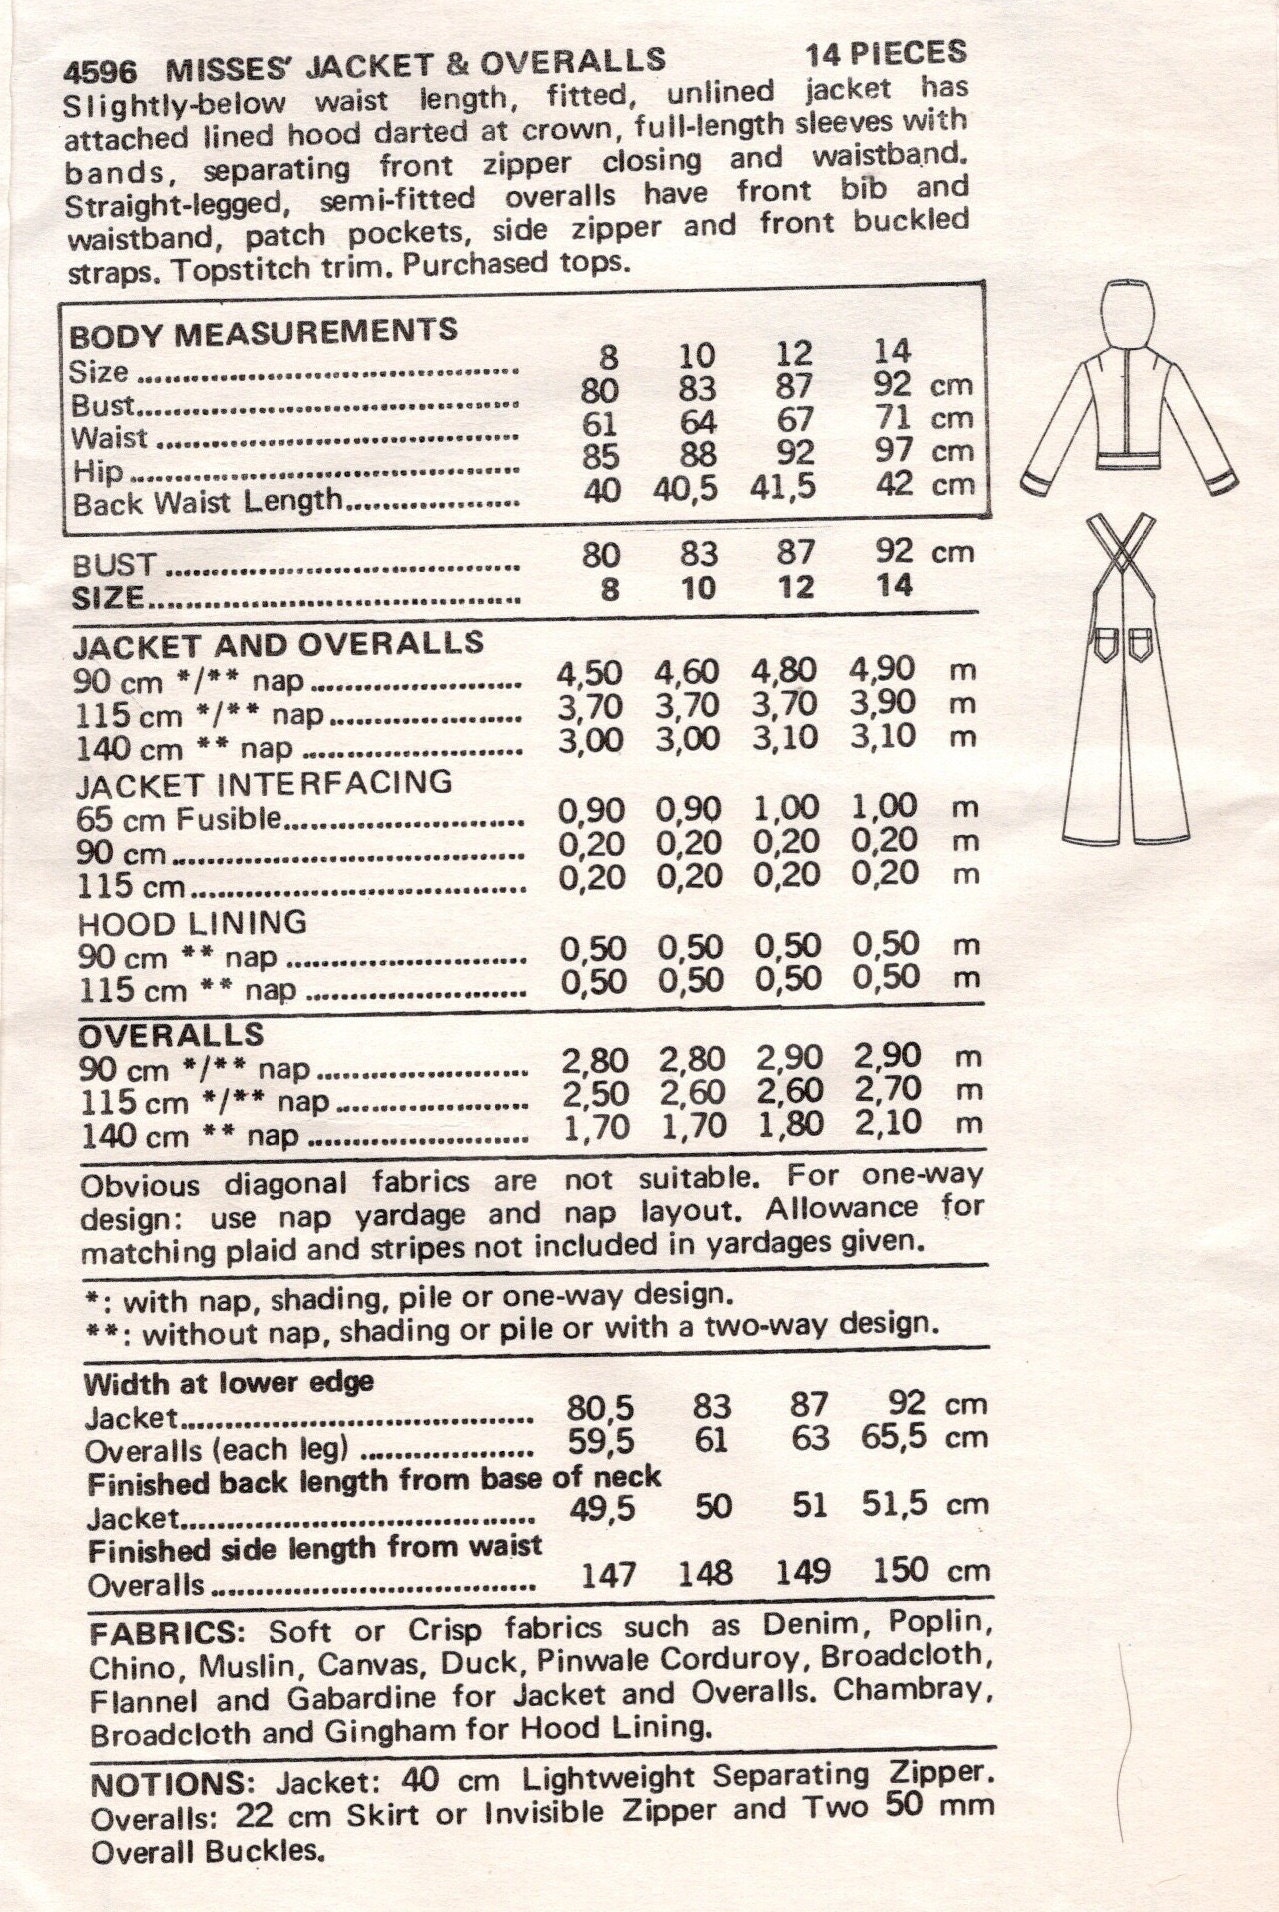 4596 MISSES' JACKET & OVERALLS 14 PIECES
Slightly-below waist length, fitted, unlined jacket has
attached lined hood darted at crown, full-length sleeves with
bands, separating front zipper closing and waistband.
Straight-legged, semi-fitted overalls have front bib and
waistband, patch pockets, side zipper and front buckled
straps. Topstitch trim. Purchased tops.
BODY MEASUREMENTS
Size ........................................ 8 10 12 14
Bust........................................ 80 83 87 92 cm
Waist ...................................... 61 64 67 71 cm
Hip ......................................... 85 88 92 97 cm
Back Waist Length.................. 40 40,5 41,5 42 cm
BUST ..................................... 80 83 87 92 cm
SIZE....................................... 8 10 12 14
JACKET AND OVERALLS
90 cm */** nap ...................... 4,50 4,60 4,80 4,90 m
115 cm */** nap .................... 3,70 3,70 3,70 3,90 m
140 cm ** nap ....................... 3,00 3,00 3,10 3,10 m
JACKET INTERFACING
65 cm Fusible......................... 0,90 0,90 1,00 1,00 m
90 cm..................................... 0,20 0,20 0,20 0,20 m
115 cm................................... 0,20 0,20 0,20 0,20 m
HOOD LINING
90 cm ** nap ......................... 0,50 0,50 0,50 0,50 m
115 cm ** nap ....................... 0,50 0,50 0,50 0,50 m
OVERALLS
90 cm */** nap ...................... 2,80 2,80 2,90 2,90 m
115 cm */** nap .................... 2,50 2,60 2,60 2,70 m
140 cm ** nap ....................... 1,70 1,70 1,80 2,10 m
Obvious diagonal fabrics are not suitable. For one-way
design: use nap yardage and nap layout. Allowance for
matching plaid and stripes not included in yardages given.
*: with nap, shading, pile or one-way design.
**: without nap, shading or pile or with a two-way design.
Width at lower edge
Jacket..................................... 80,5 83 87 92 cm
Overalls (each leg) .................. 59,5 61 63 65,5 cm
Finished back length from base of neck
Jacket..................................... 49,5 50 51 51,5 cm
Finished side length from waist
Overalls .................................. 147 148 149 150 cm
FABRICS: Soft or Crisp fabrics such as Denim, Poplin,
Chino, Muslin, Canvas, Duck, Pinwale Corduroy, Broadcloth,
Flannel and Gabardine for Jacket and Overalls. Chambray,
Broadcloth and Gingham for Hood Lining.
NOTIONS: Jacket: 40 cm Lightweight Separating Zipper.
Overalls: 22 cm Skirt or Invisible Zipper and Two 50 mm
Overall Buckles.